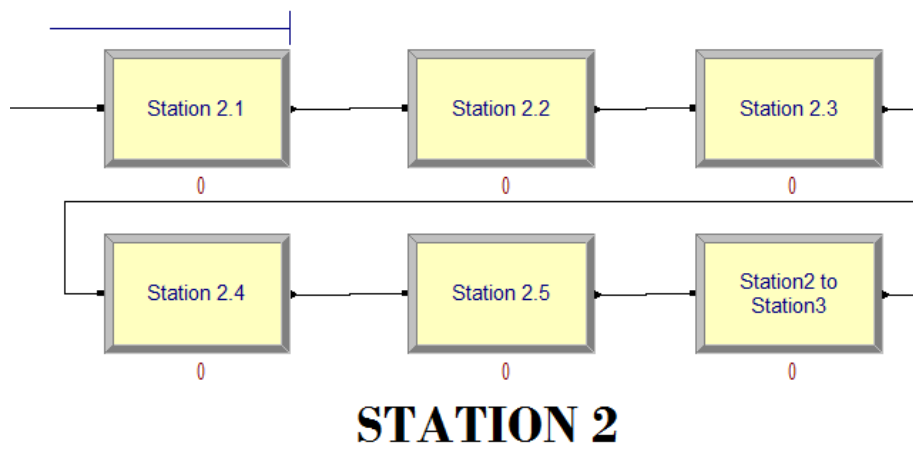 Station 2.1
Station 2.2
Station 2.3
0
0
0
Station 2.4
Station 2.5
Station2 to
Station3
0
0
0
STATION 2